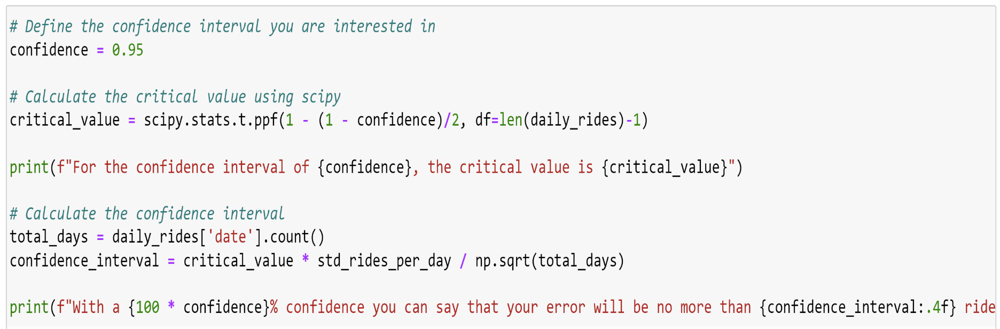 # Define the confidence interval you are interested in
confidence = 0.95
# Calculate the critical value using scipy
critical_value = scipy.stats.t.ppf(1 - (1 - confidence)/2, df=len(daily_rides)-1)
print(f"For the confidence interval of {confidence}, the critical value is {critical_value}")
# Calculate the confidence interval
total_days = daily_rides['date'].count()
confidence_interval = critical_value * std_rides_per_day / np.sqrt(total_days)
print(f"With a {100 * confidence}% confidence you can say that your error will be no more than {confidence_interval:.4f} ride